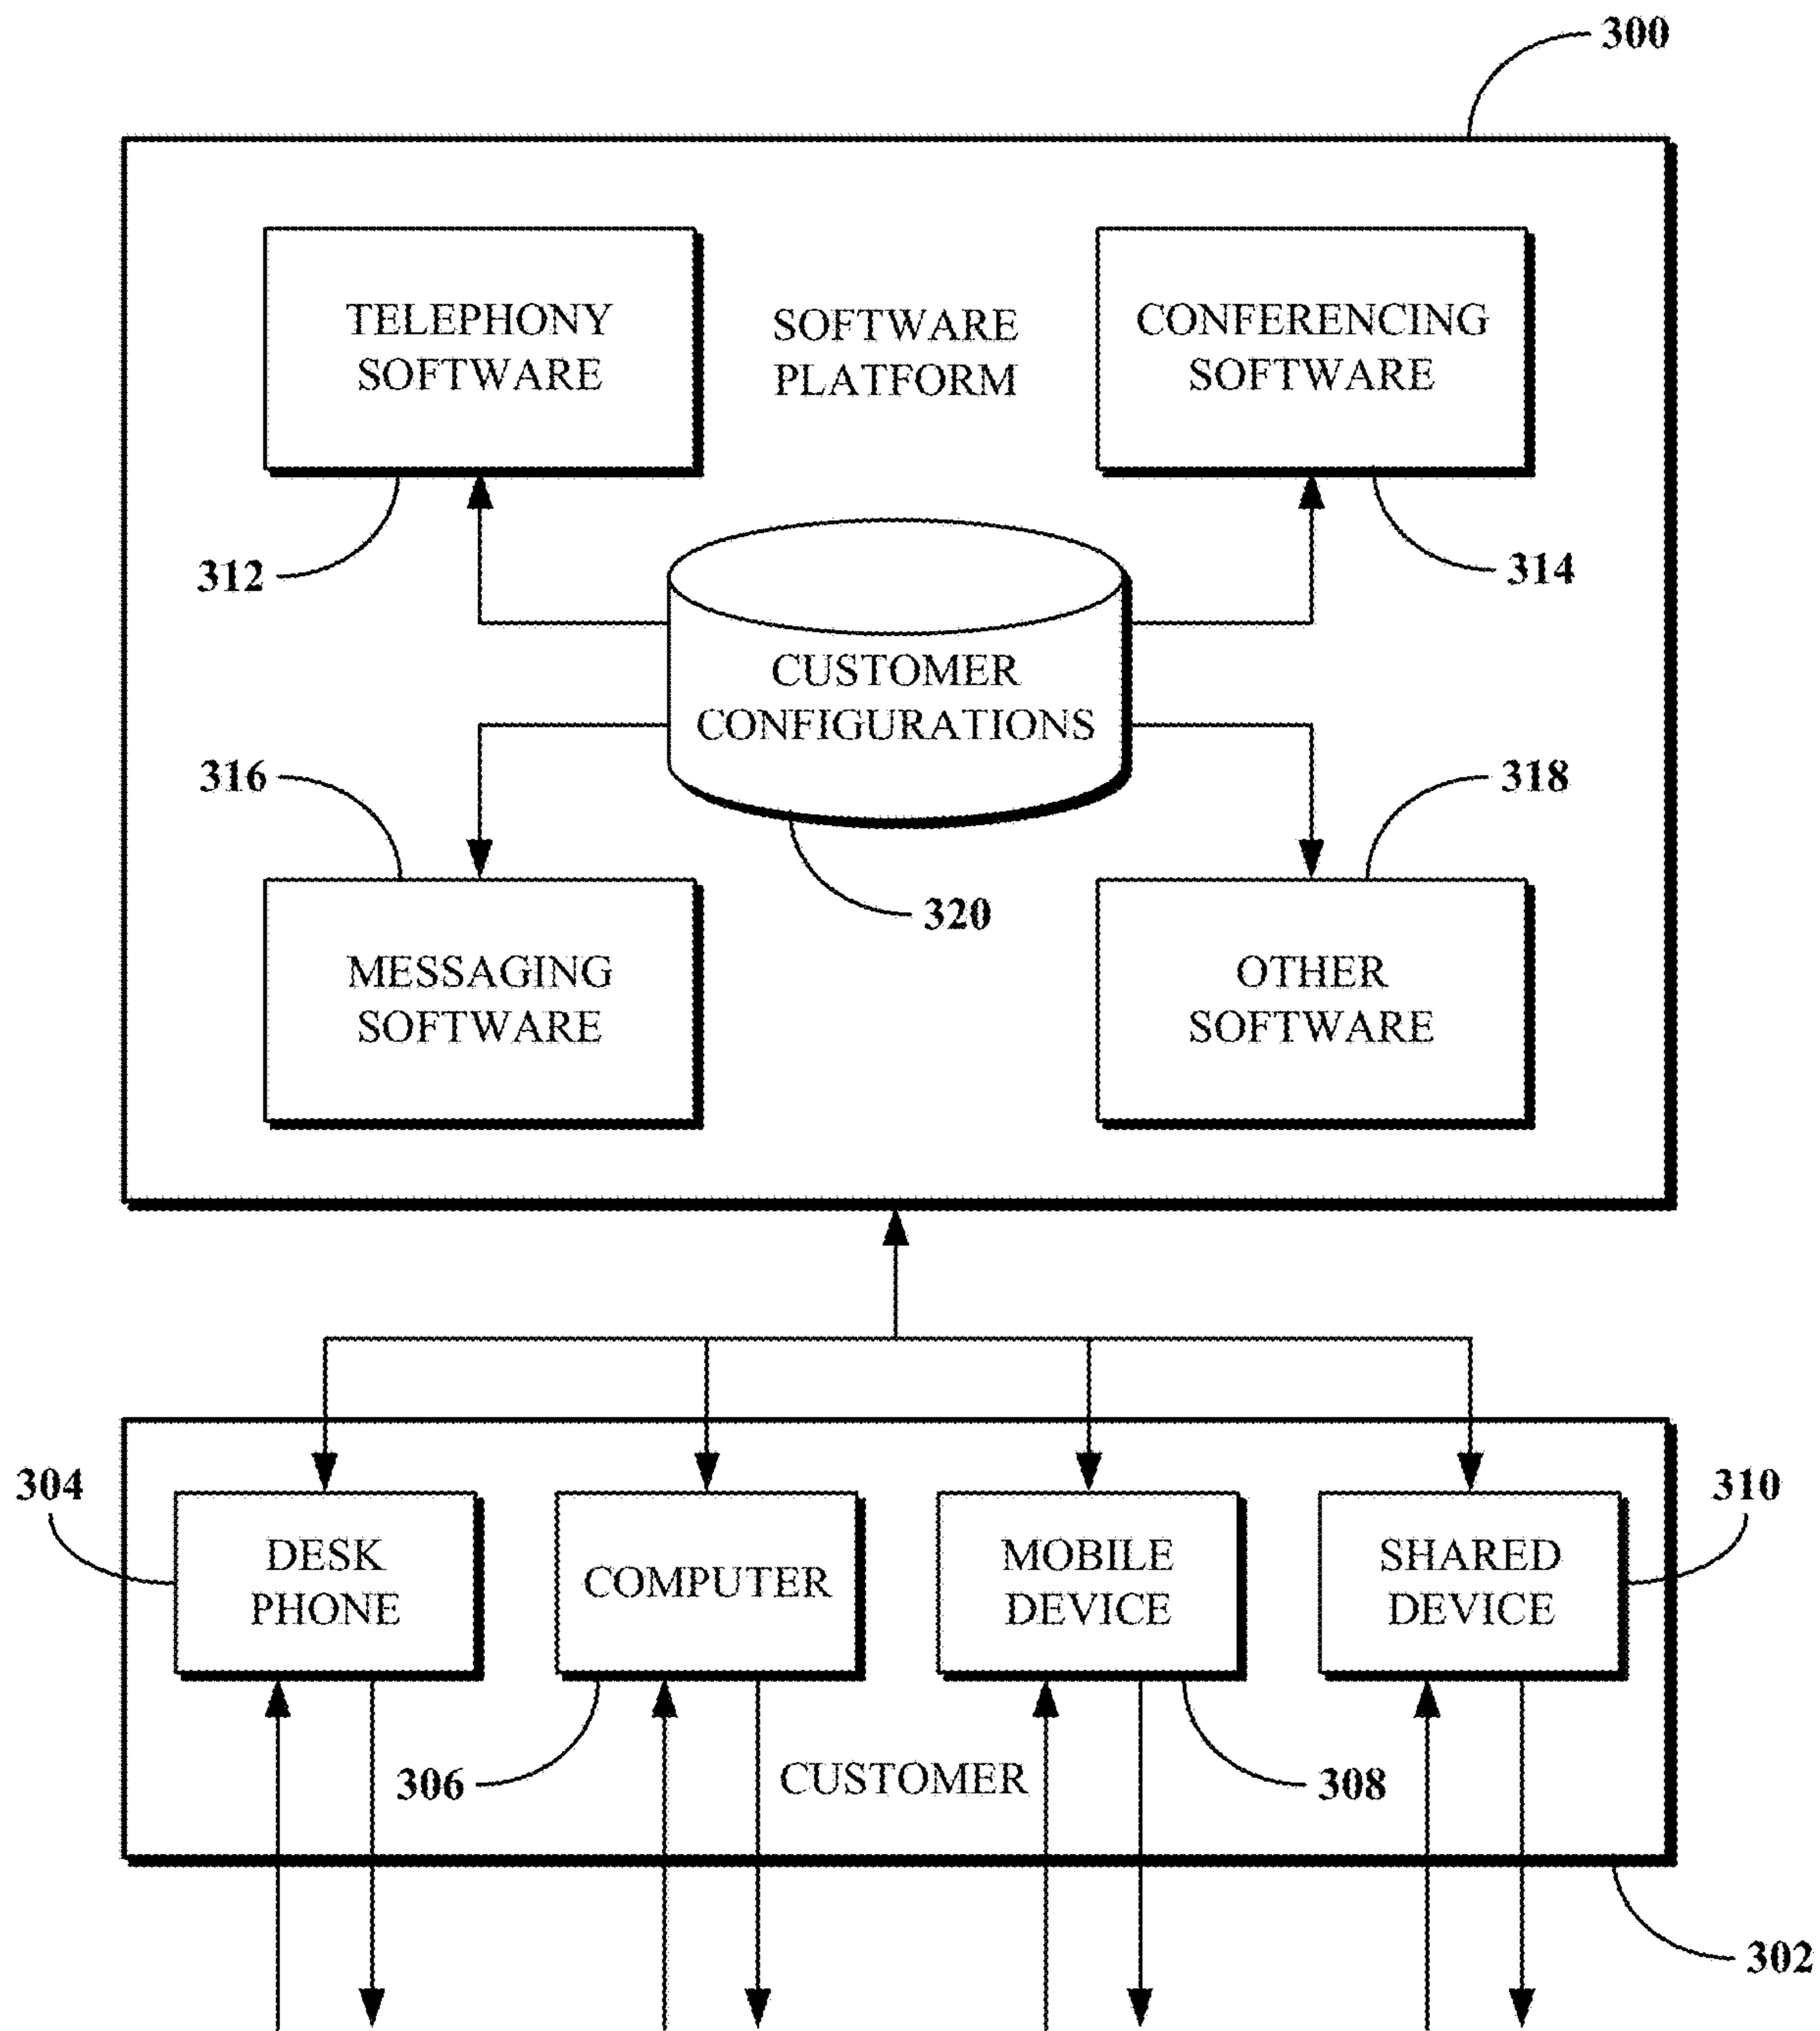 300
TELEPHONY
SOFTWARE
SOFTWARE
PLATFORM
CONFERENCING
SOFTWARE
312
314
CUSTOMER
CONFIGURATIONS
316
318
320
MESSAGING
SOFTWARE
OTHER
SOFTWARE
304
310
DESK
PHONE
COMPUTER
MOBILE
DEVICE
SHARED
DEVICE
306
CUSTOMER
308
302